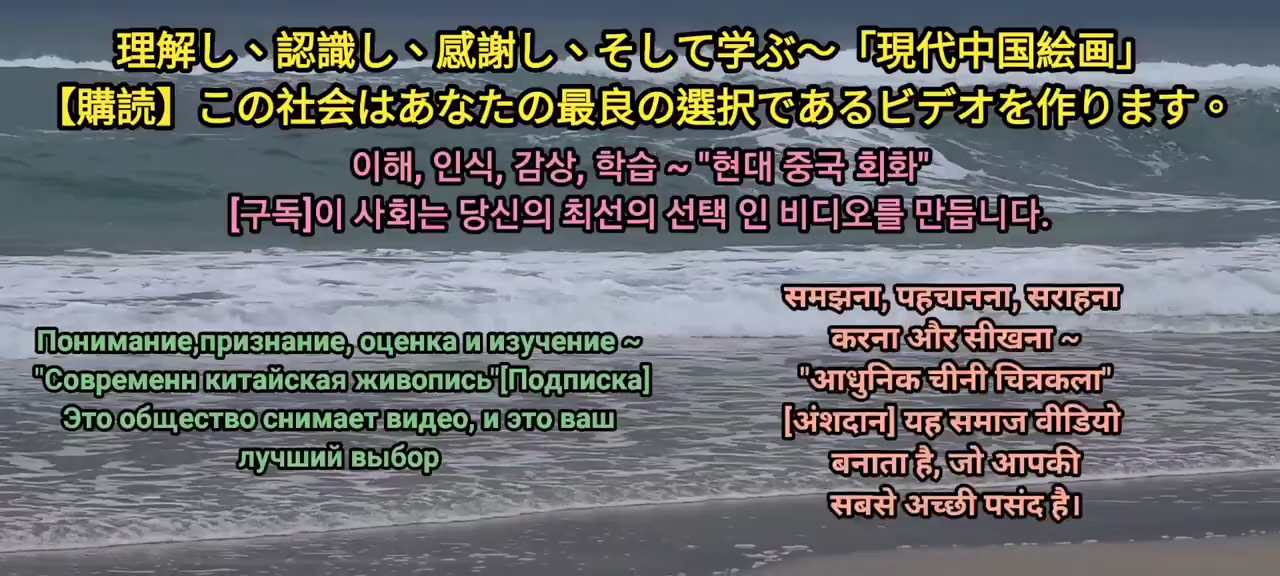 理解し、認識し、感謝し、そして学ぶ～「現代中国絵画」
【購読】この社会はあなたの最良の選択であるビデオを作ります。
이해, 인식, 감상, 학습 ~ "현대 중국 회화"
[구독]이 사회는 당신의 최선의 선택 인 비디오를 만듭니다.
Понимание,признание, оценка и изучение ~
"Современн китайская живопись"[Подписка]
Это общество снимает видео, и это ваш
лучший выбор
समझना, पहचानना, सराहना
करना और सीखना ~
"आधुनिक चीनी चित्रकला"
[अंशदान] यह समाज वीडियो
बनाता है, जो आपकी
सबसे अच्छी पसंद है।